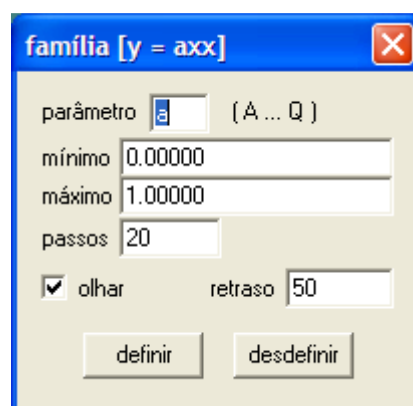 família [y = axx]
parâmetro a ( A ... Q )
mínimo 0.00000
máximo 1.00000
passos 20
olhar retraso 50
definir desdefinir